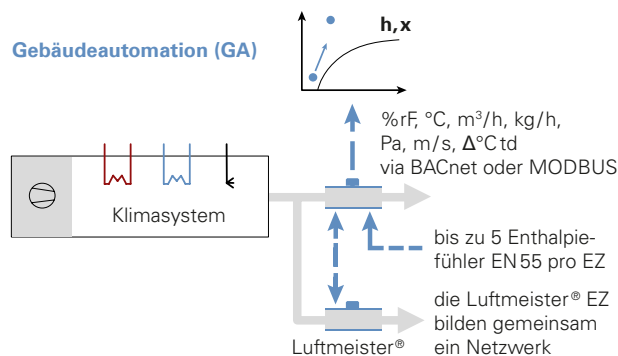 h,x
Gebäudeautomation (GA)
%rF, °C, m³/h, kg/h,
Pa, m/s, Δ°Ctd
via BACnet oder MODBUS
Klimasystem
bis zu 5 Enthalpie-
fühler EN55 pro EZ
die Luftmeister® EZ
bilden gemeinsam
ein Netzwerk
Luftmeister®